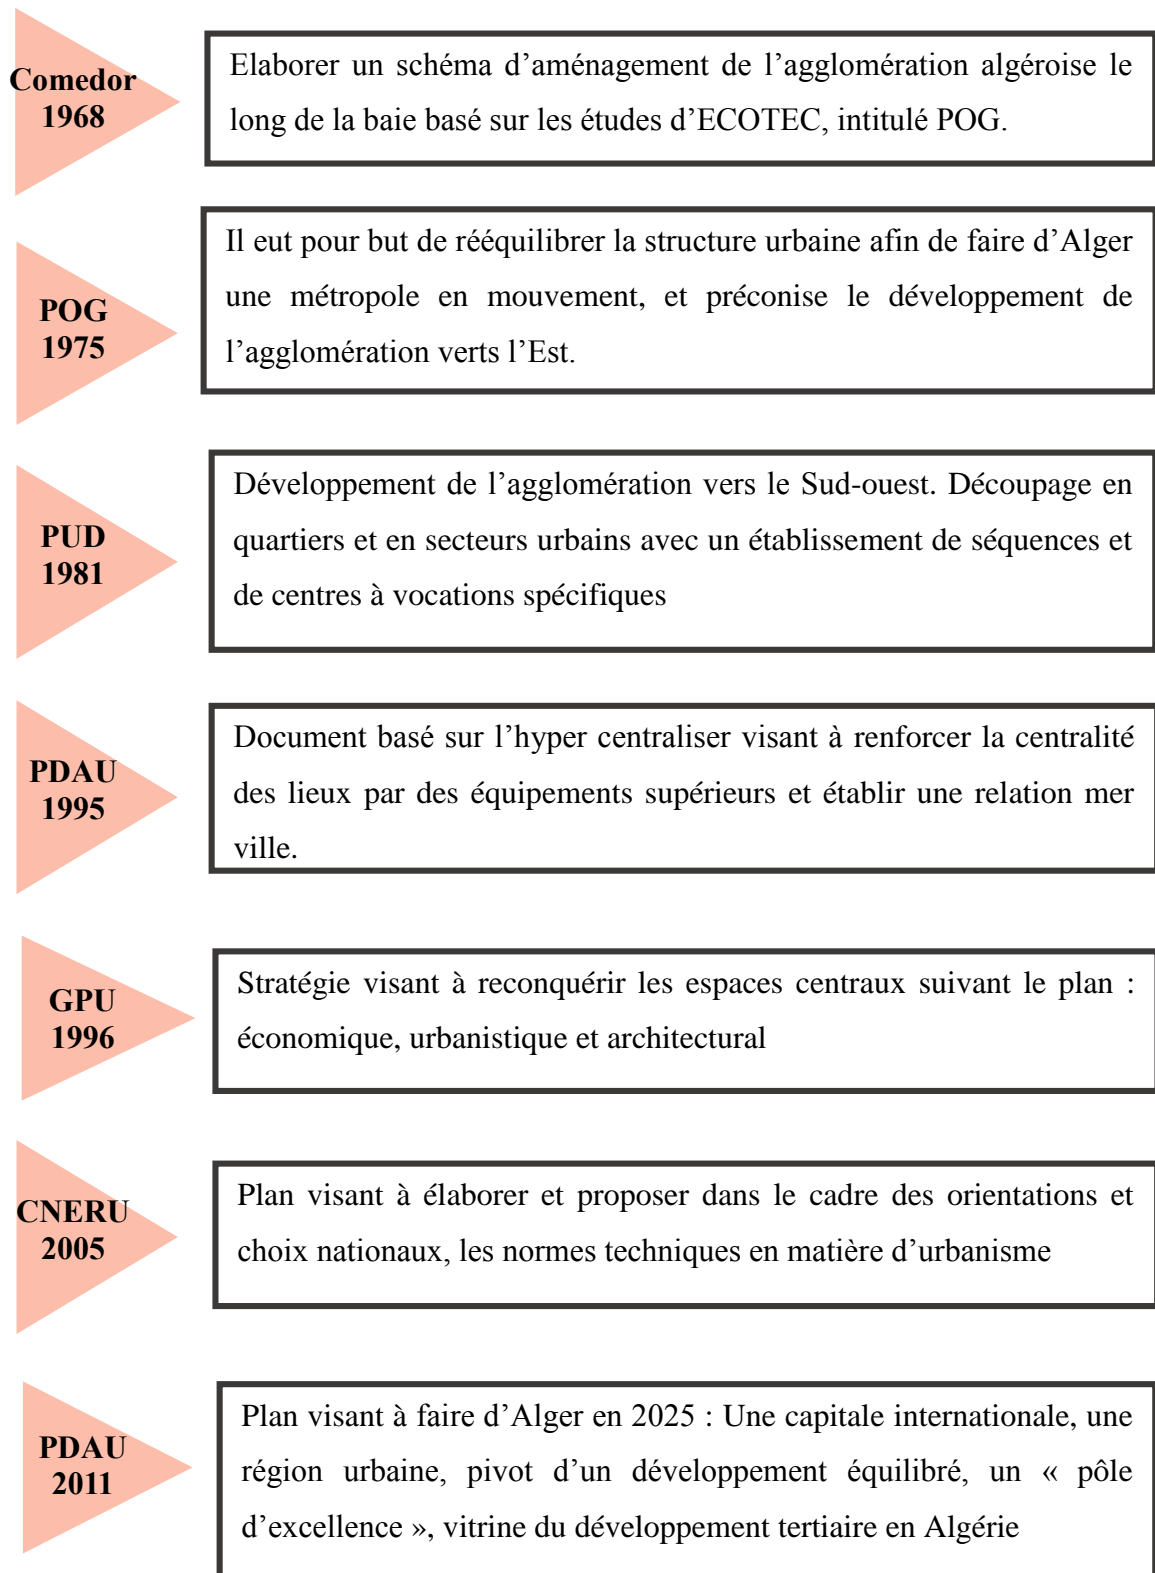 Comedor
1968
Elaborer un schéma d’aménagement de l’agglomération algéroise le
long de la baie basé sur les études d’ECOTEC, intitulé POG.
POG
1975
Il eut pour but de rééquilibrer la structure urbaine afin de faire d’Alger
une métropole en mouvement, et préconise le développement de
l’agglomération verts l’Est.
PUD
1981
Développement de l’agglomération vers le Sud-ouest. Découpage en
quartiers et en secteurs urbains avec un établissement de séquences et
de centres à vocations spécifiques
PDAU
1995
Document basé sur l’hyper centraliser visant à renforcer la centralité
des lieux par des équipements supérieurs et établir une relation mer
ville.
GPU
1996
Stratégie visant à reconquérir les espaces centraux suivant le plan :
économique, urbanistique et architectural
CNERU
2005
Plan visant à élaborer et proposer dans le cadre des orientations et
choix nationaux, les normes techniques en matière d’urbanisme
PDAU
2011
Plan visant à faire d’Alger en 2025 : Une capitale internationale, une
région urbaine, pivot d’un développement équilibré, un « pôle
d’excellence », vitrine du développement tertiaire en Algérie